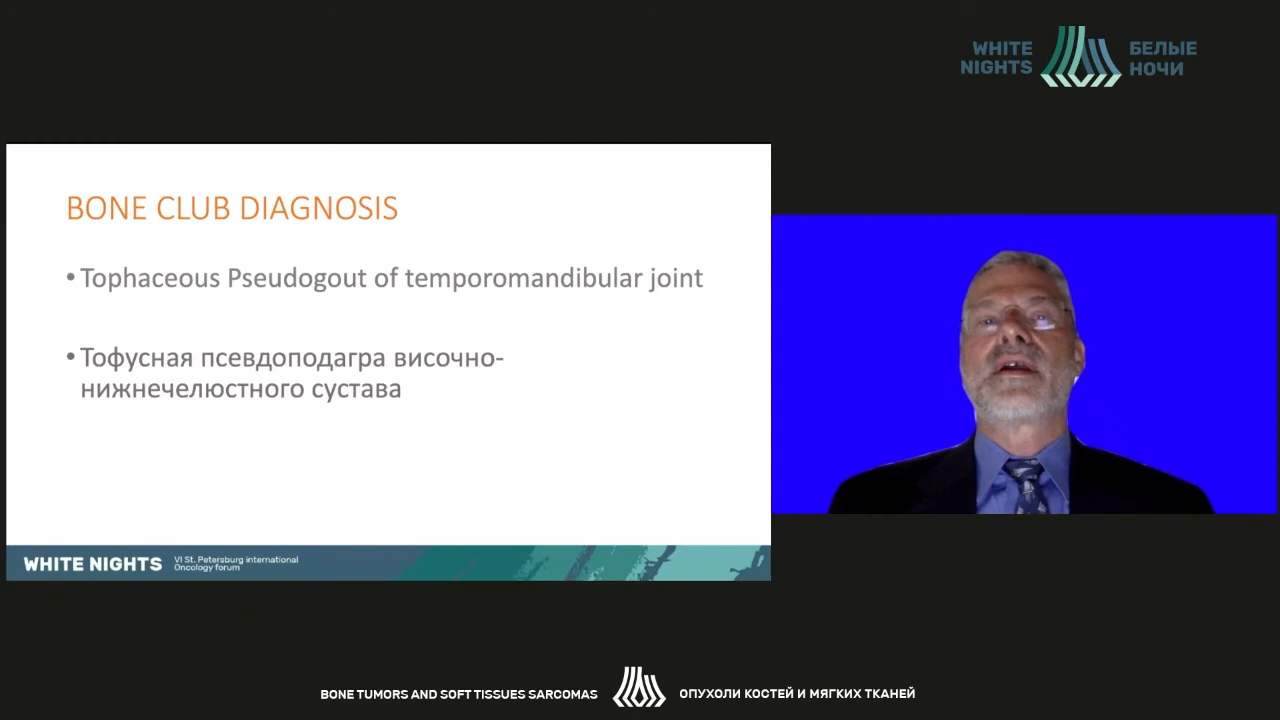 WHITE
NIGHTS
БЕЛЫЕ
НОЧИ
BONE CLUB DIAGNOSIS
• Tophaceous Pseudogout of temporomandibular joint
• Тофусная псевдоподагра височно-
нижнечелюстного сустава
WHITE NIGHTS
VI St. Petersburg international
Oncology forum
BONE TUMORS AND SOFT TISSUES SARCOMAS
ОПУХОЛИ КОСТЕЙ И МЯГКИХ ТКАНЕЙ